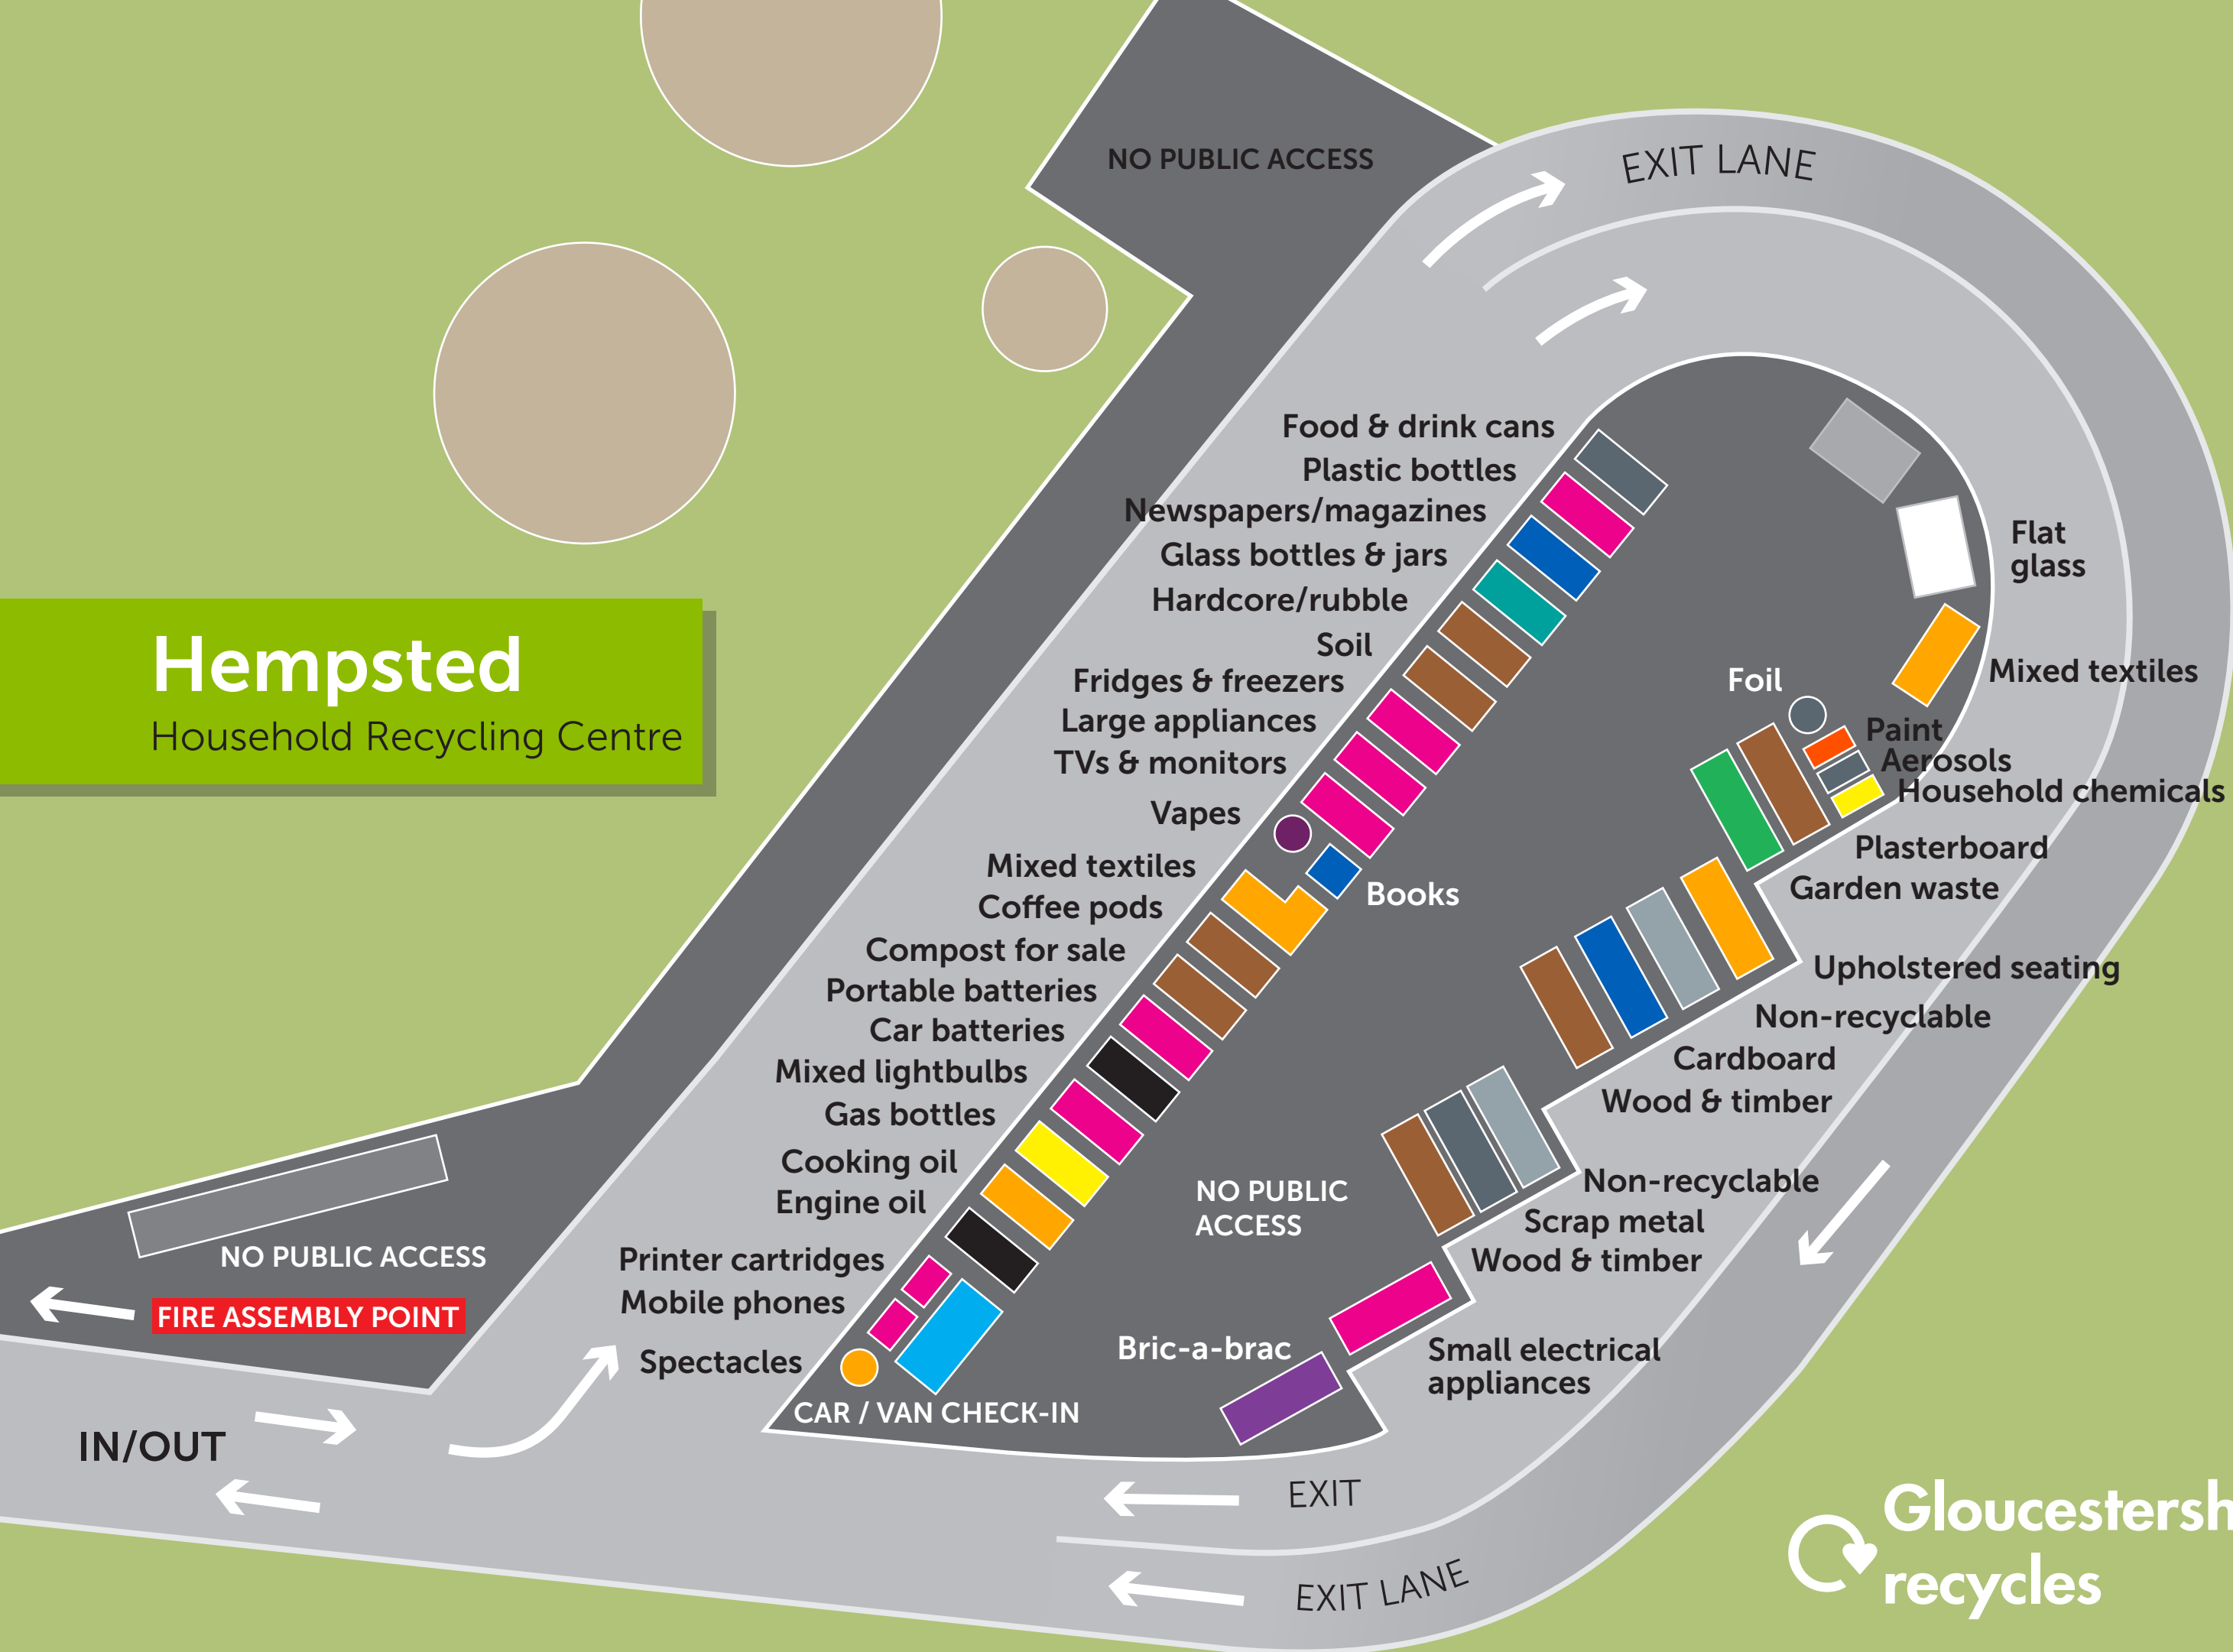 NO PUBLIC ACCESS
EXIT LANE
Food & drink cans
Plastic bottles
Newspapers/magazines
Glass bottles & jars
Hardcore/rubble
Soil
Fridges & freezers
Large appliances
TVs & monitors
Vapes
Mixed textiles
Coffee pods
Compost for sale
Portable batteries
Car batteries
Mixed lightbulbs
Gas bottles
Cooking oil
Engine oil
Printer cartridges
Mobile phones
Spectacles
CAR / VAN CHECK-IN
Books
Hempsted
Household Recycling Centre
Flat
glass
Mixed textiles
Foil
Paint
Aerosols
Household chemicals
Plasterboard
Garden waste
Upholstered seating
Non-recyclable
Cardboard
Wood & timber
Non-recyclable
Scrap metal
Wood & timber
NO PUBLIC
ACCESS
Small electrical
appliances
Bric-a-brac
NO PUBLIC ACCESS
FIRE ASSEMBLY POINT
IN/OUT
EXIT
EXIT LANE
Gloucestersh
recycles